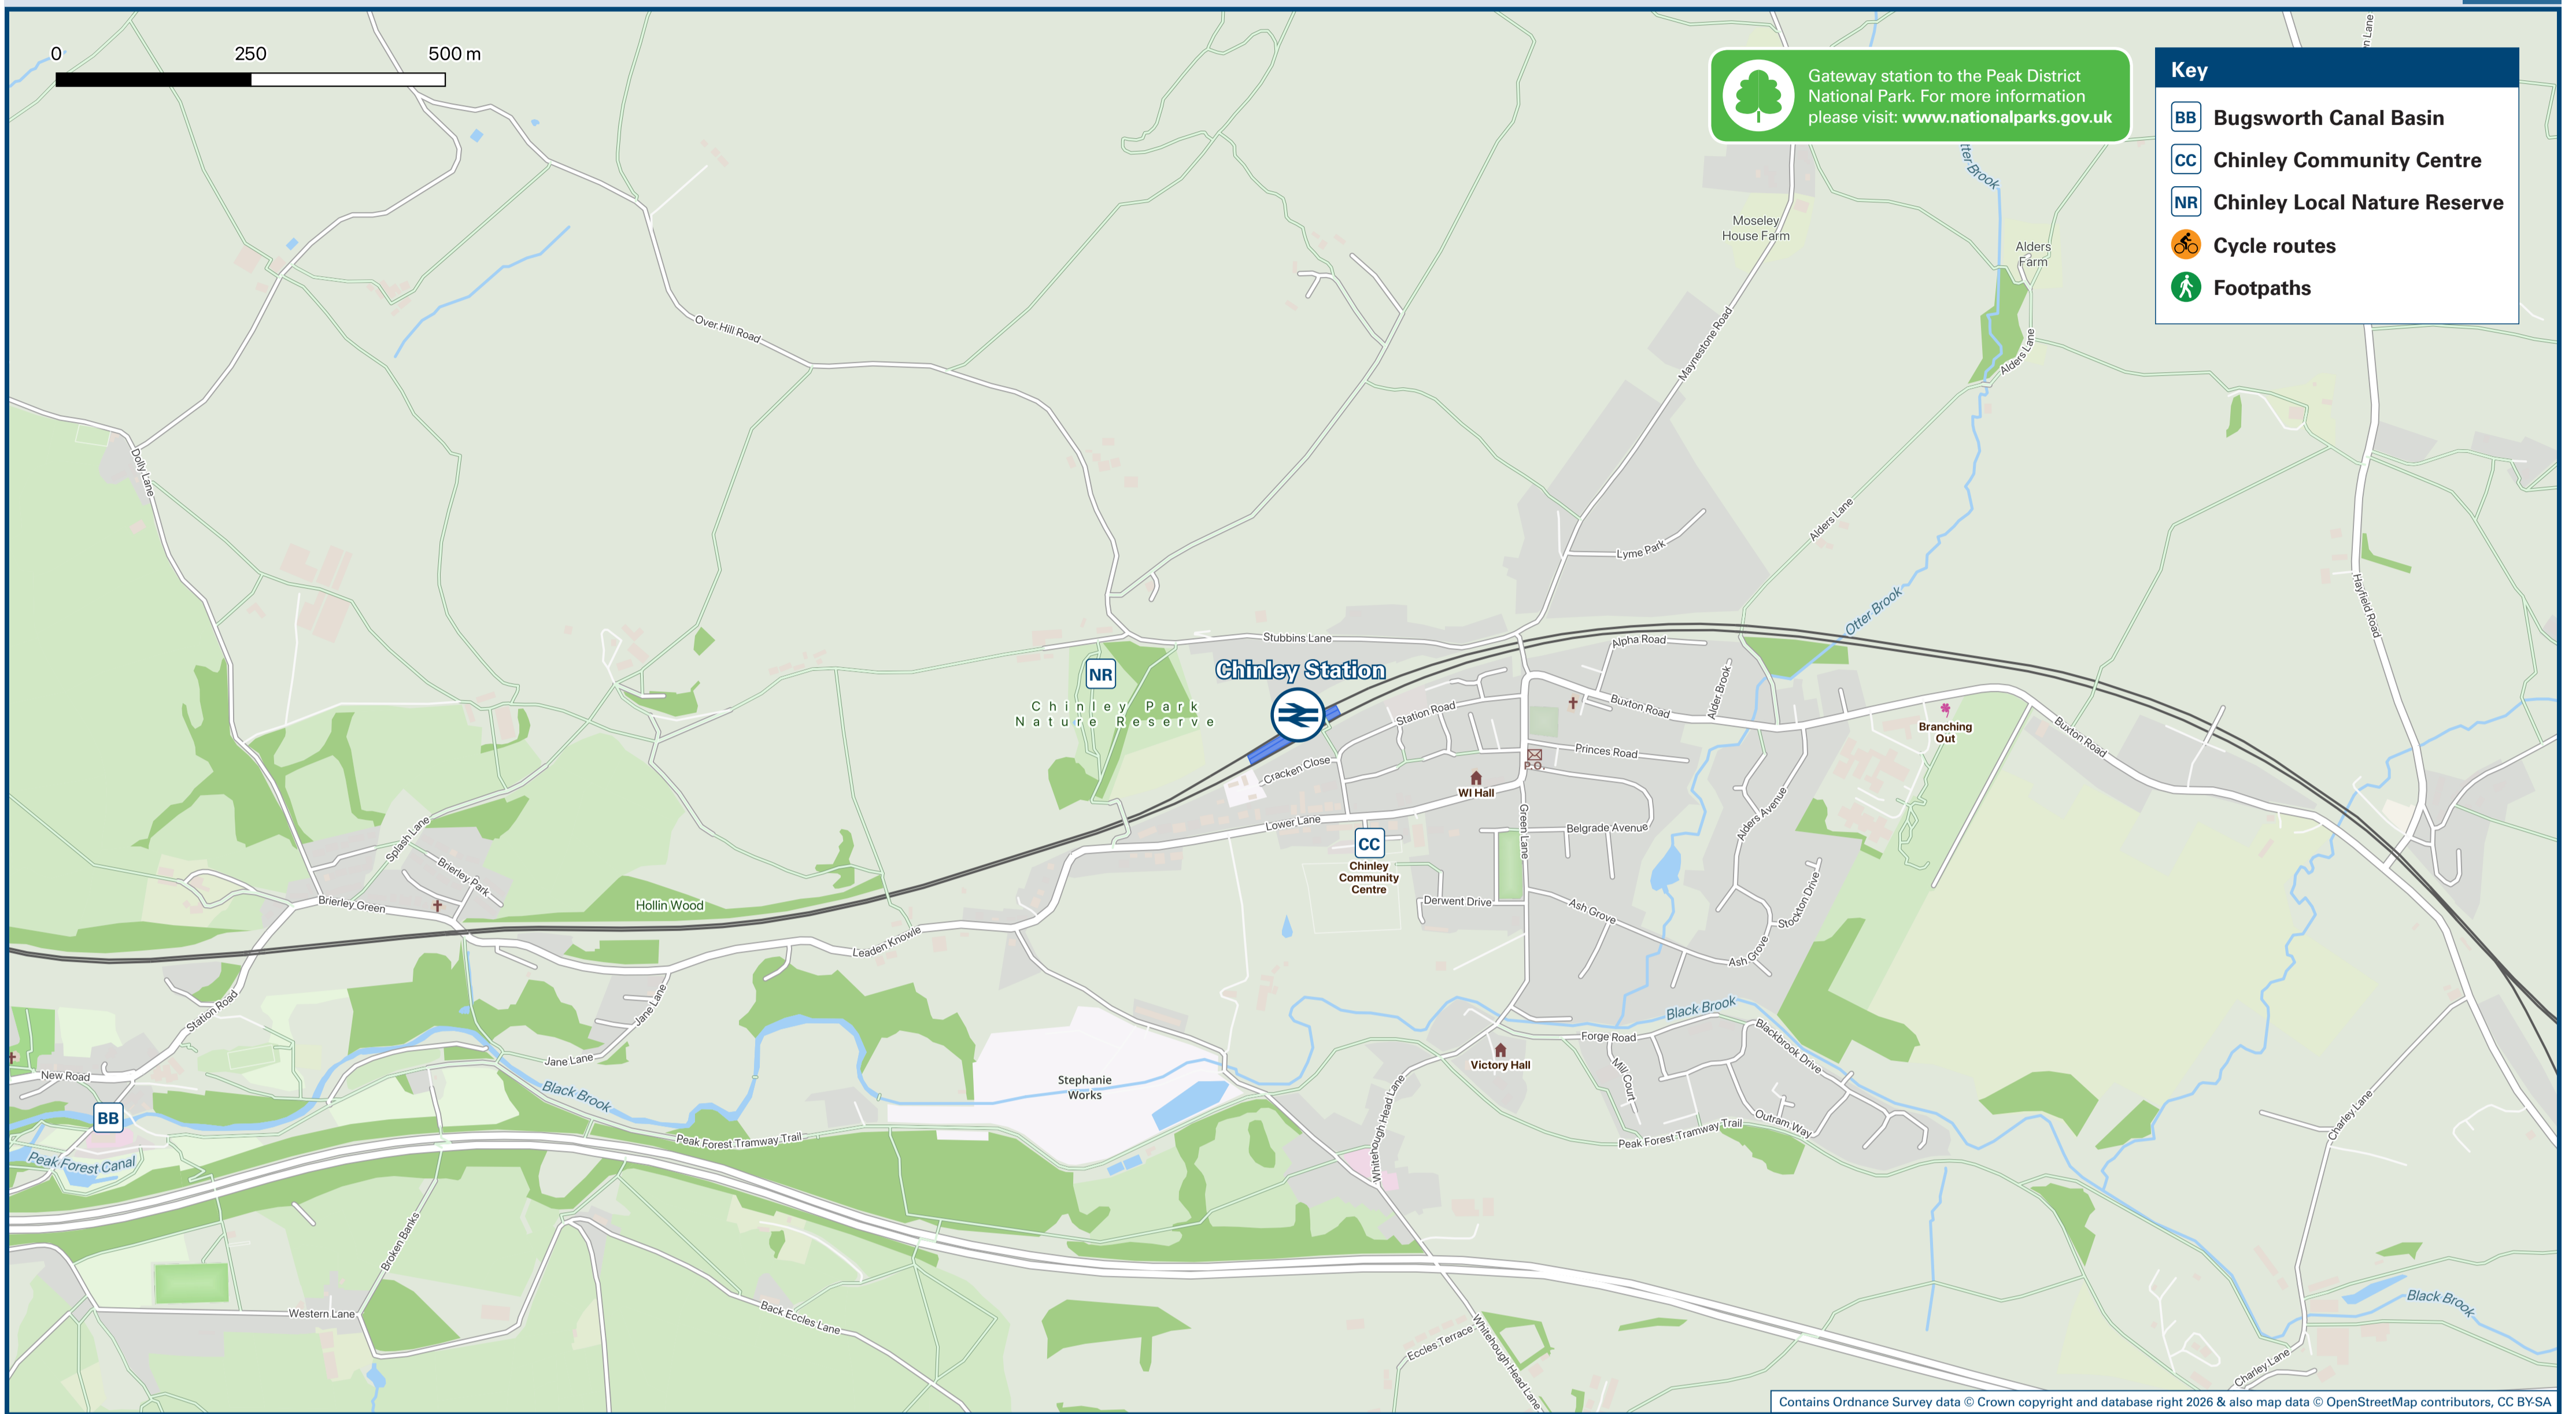 0 250 500 m
Gateway station to the Peak District
National Park. For more information
please visit: www.nationalparks.gov.uk
Key
BB Bugsworth Canal Basin
CC Chinley Community Centre
NR Chinley Local Nature Reserve
Cycle routes
Footpaths
Otter Brook
Moseley
House Farm
Alders
Farm
Over Hill Road
Maynestone Road
Alders Lane
Dolly Lane
Alders Lane
Lyme Park
Otter Brook
Hayfield Road
Stubbins Lane
Alpha Road
NR
Chinley Station
Chinley Park
Nature Reserve
Station Road
Buxton Road
Alder Brook
Branching
Out
Buxton Road
Princes Road
P.O.
Cracken Close
WI Hall
Lower Lane
Green Lane
Belgrade Avenue
Alders Avenue
Splash Lane
Brierley Park
CC
Chinley
Community
Centre
Brierley Green
Hollin Wood
Derwent Drive
Ash Grove
Stockton Drive
Leaden Knowle
Ash Grove
Station Road
Jane Lane
Black Brook
Forge Road
Blackbrook Drive
Jane Lane
New Road
Victory Hall
Mill Court
Stephanie
Works
Black Brook
BB
Whitehough Head Lane
Outram Way
Charley Lane
Peak Forest Tramway Trail
Peak Forest Tramway Trail
Peak Forest Canal
Broken Banks
Western Lane
Back Eccles Lane
Black Brook
Eccles Terrace
Whitehough Head Lane
Charley Lane
Contains Ordnance Survey data © Crown copyright and database right 2026 & also map data © OpenStreetMap contributors, CC BY-SA